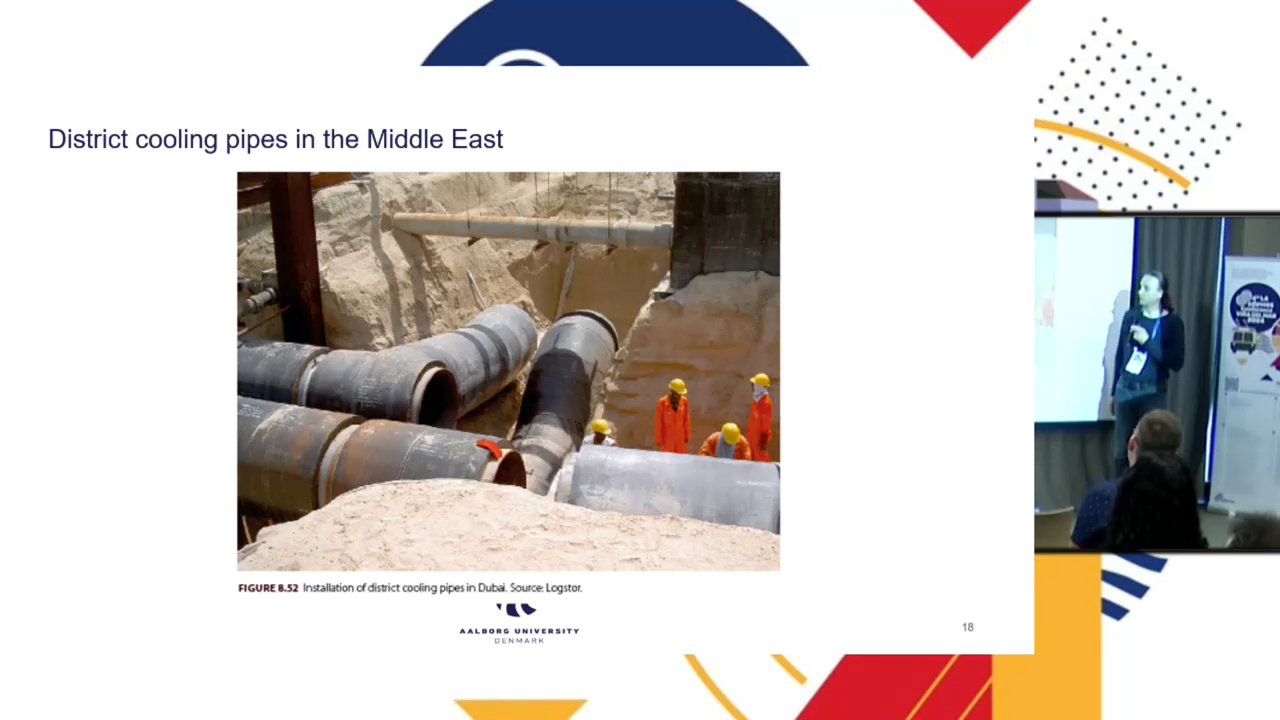 District cooling pipes in the Middle East
FIGURE 8.52 Installation of district cooling pipes in Dubai. Source: Logstor.
AALBORG UNIVERSITY
DENMARK
18